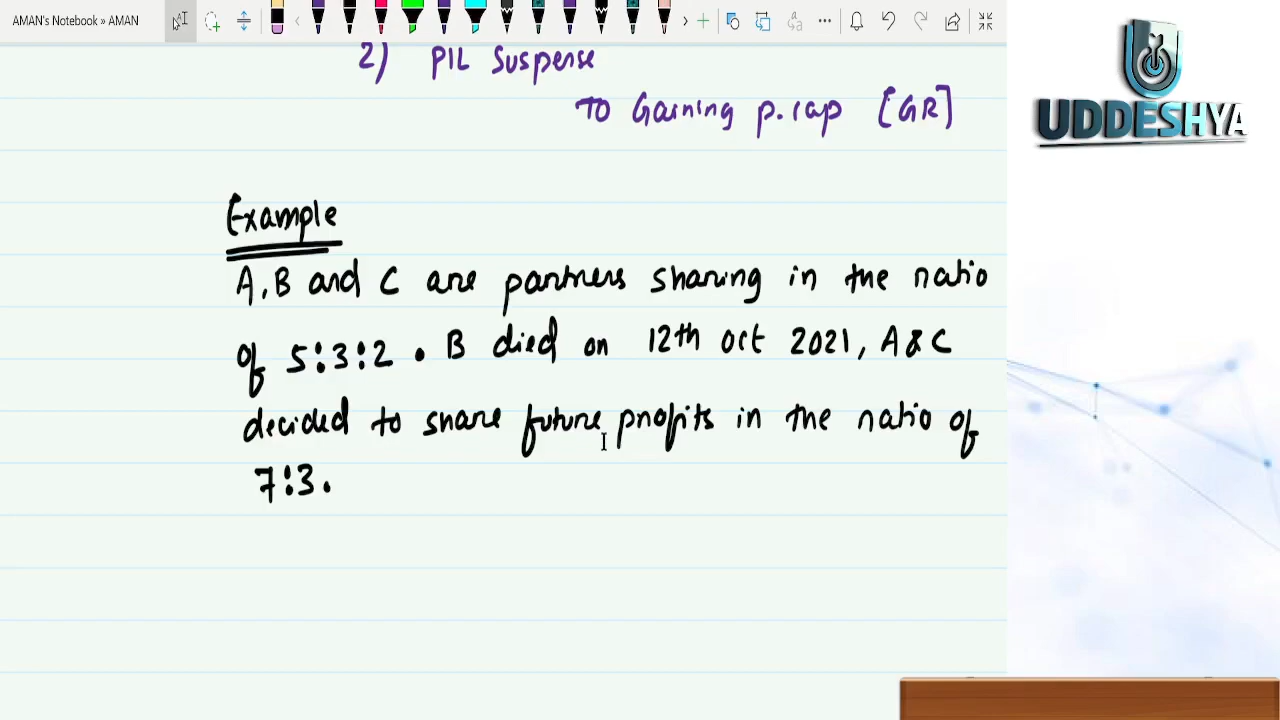 AMAN's Notebook » AMAN
2) P/L Suspense
To Gaining p.cap [GR]
UDDESHYA
Example
A, B and C are partners sharing in the ratio
of 5:3:2. B died on 12th Oct 2021, A & C
decided to share future profits in the ratio of
7:3.